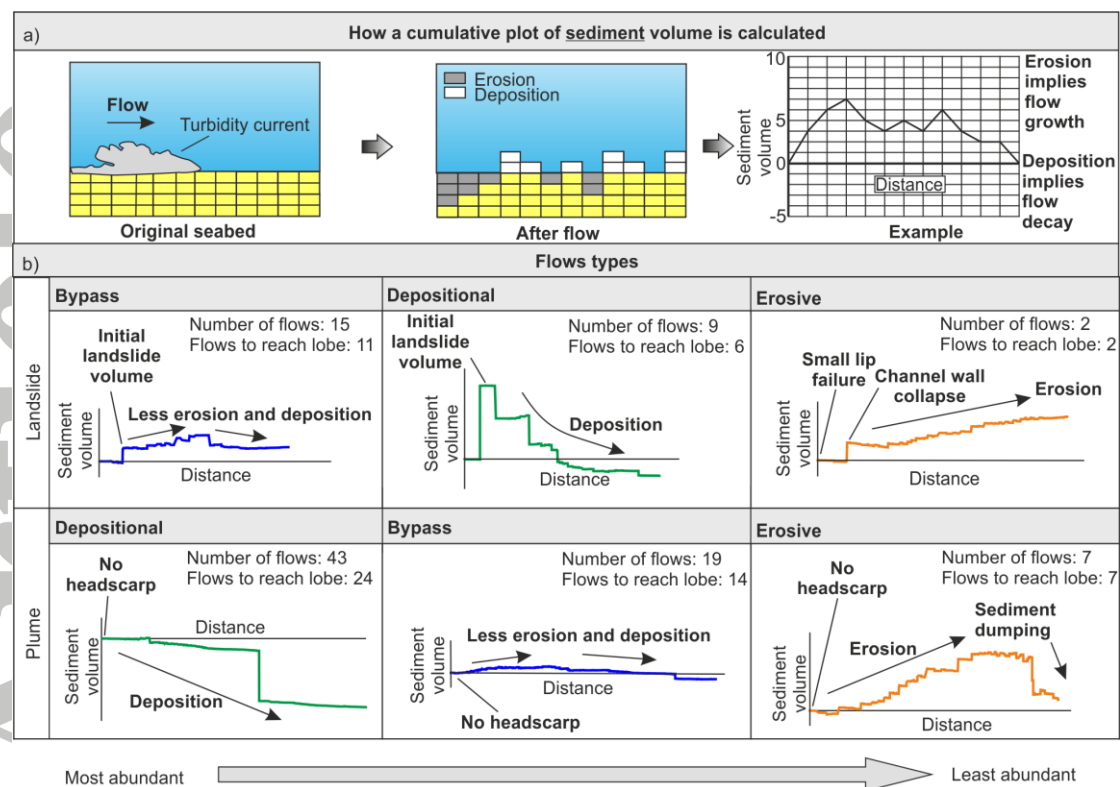 a)
How a cumulative plot of sediment volume is calculated
Flow
Turbidity current
Original seabed
Erosion
Deposition
After flow
10
5
0
-5
Sediment
volume
Distance
Example
Erosion
implies
flow
growth
Deposition
implies
flow
decay
b)
Flows types
Landslide
Bypass
Number of flows: 15
Flows to reach lobe: 11
Initial
landslide
volume
Less erosion and deposition
Sediment
volume
Distance
Depositional
Number of flows: 9
Flows to reach lobe: 6
Initial
landslide
volume
Deposition
Sediment
volume
Distance
Erosive
Number of flows: 2
Flows to reach lobe: 2
Small lip
failure
Channel wall
collapse
Erosion
Sediment
volume
Distance
Plume
Depositional
Number of flows: 43
Flows to reach lobe: 24
No
headscarp
Distance
Sediment
volume
Deposition
Bypass
Number of flows: 19
Flows to reach lobe: 14
Less erosion and deposition
Sediment
volume
Distance
No headscarp
Erosive
Number of flows: 7
Flows to reach lobe: 7
No
headscarp
Sediment
dumping
Erosion
Sediment
volume
Distance
Most abundant
Least abundant